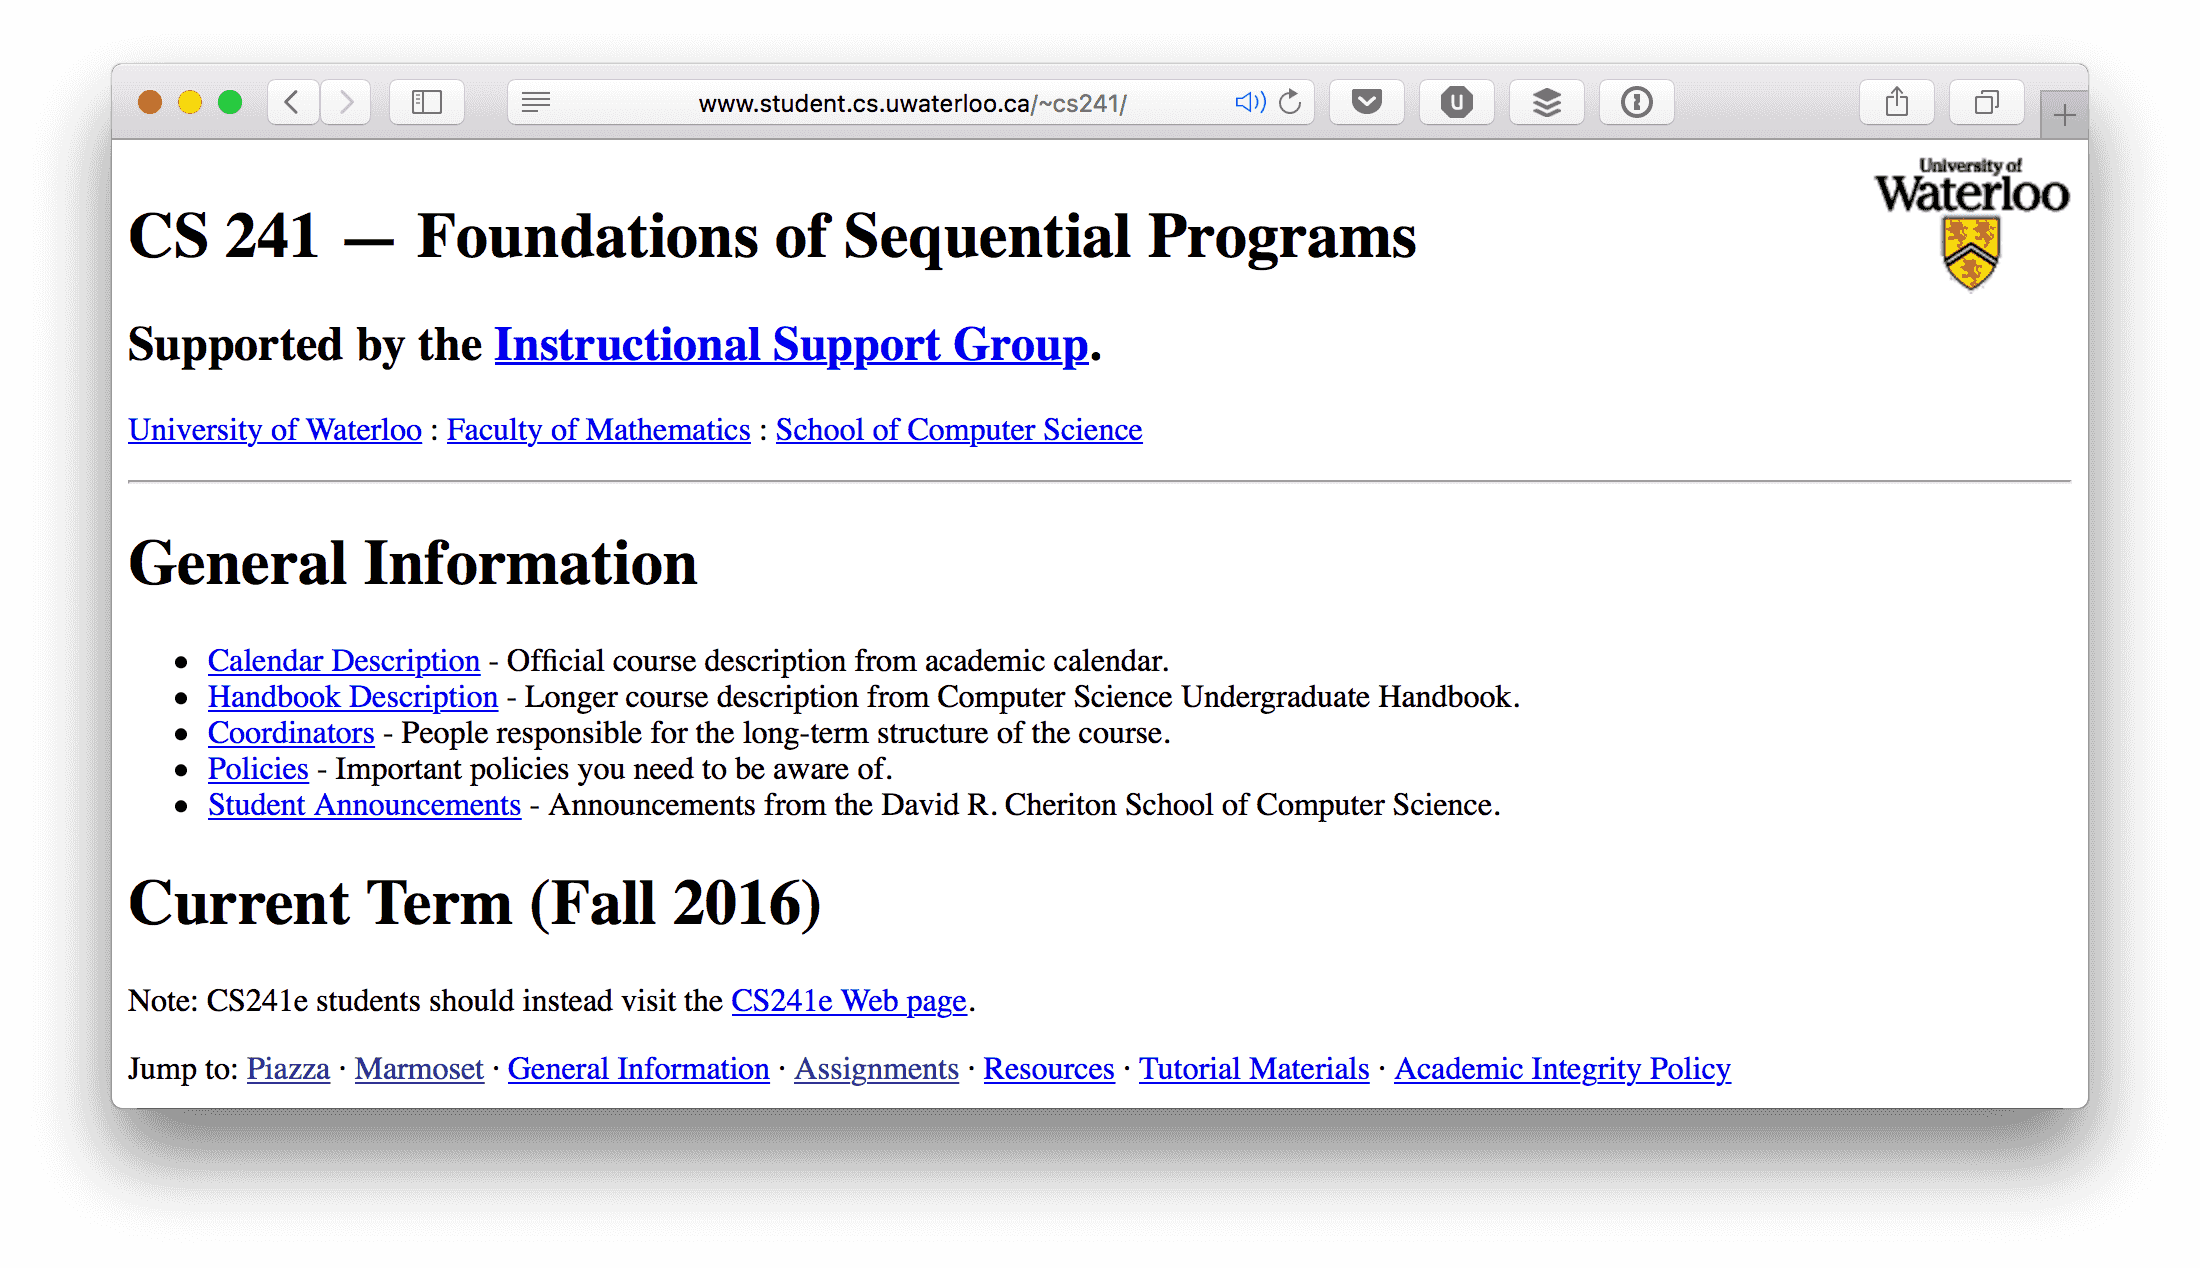 www.student.cs.uwaterloo.ca/~cs241/
University of
Waterloo
CS 241 — Foundations of Sequential Programs
Supported by the Instructional Support Group.
University of Waterloo : Faculty of Mathematics : School of Computer Science
General Information
• Calendar Description - Official course description from academic calendar.
• Handbook Description - Longer course description from Computer Science Undergraduate Handbook.
• Coordinators - People responsible for the long-term structure of the course.
• Policies - Important policies you need to be aware of.
• Student Announcements - Announcements from the David R. Cheriton School of Computer Science.
Current Term (Fall 2016)
Note: CS241e students should instead visit the CS241e Web page.
Jump to: Piazza · Marmoset · General Information · Assignments · Resources · Tutorial Materials · Academic Integrity Policy